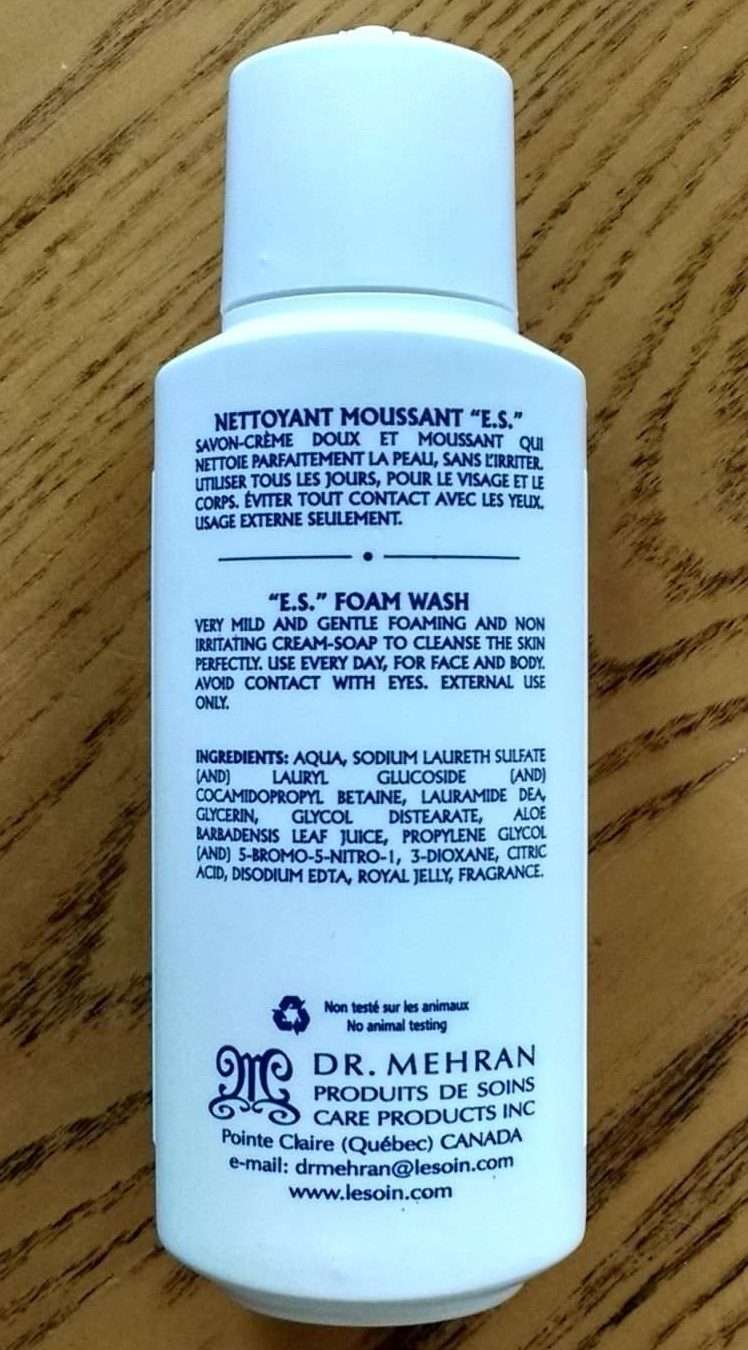 NETTOYANT MOUSSANT “E.S.”
SAVON-CRÈME DOUX ET MOUSSANT QUI
NETTOIE PARFAITEMENT LA PEAU, SANS L'IRRITER.
UTILISER TOUS LES JOURS, POUR LE VISAGE ET LE
CORPS. ÉVITER TOUT CONTACT AVEC LES YEUX.
USAGE EXTERNE SEULEMENT.
“E.S.” FOAM WASH
VERY MILD AND GENTLE FOAMING AND NON
IRRITATING CREAM-SOAP TO CLEANSE THE SKIN
PERFECTLY. USE EVERY DAY, FOR FACE AND BODY.
AVOID CONTACT WITH EYES. EXTERNAL USE
ONLY.
INGREDIENTS: AQUA, SODIUM LAURETH SULFATE
(AND) LAURYL GLUCOSIDE (AND)
COCAMIDOPROPYL BETAINE, LAURAMIDE DEA,
GLYCERIN, GLYCOL DISTEARATE, ALOE
BARBADENSIS LEAF JUICE, PROPYLENE GLYCOL
(AND) 5-BROMO-5-NITRO-1, 3-DIOXANE, CITRIC
ACID, DISODIUM EDTA, ROYAL JELLY, FRAGRANCE.
Non testé sur les animaux
No animal testing
DR. MEHRAN
PRODUITS DE SOINS
CARE PRODUCTS INC
Pointe Claire (Québec) CANADA
e-mail: drmehran@lesoin.com
www.lesoin.com